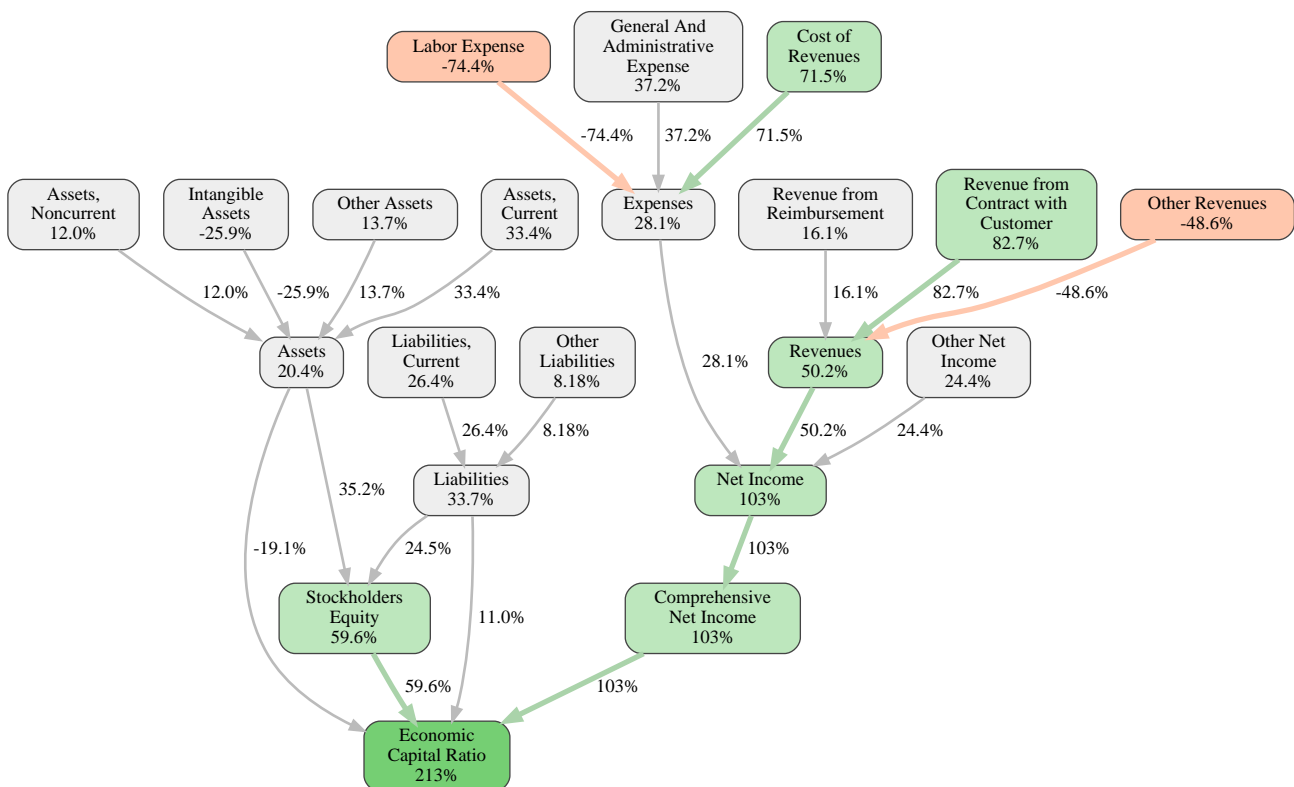 Labor Expense
-74.4%
General And
Administrative
Expense
37.2%
Cost of
Revenues
71.5%
-74.4%
37.2%
71.5%
Assets,
Noncurrent
12.0%
Intangible
Assets
-25.9%
Other Assets
13.7%
Assets,
Current
33.4%
Expenses
28.1%
Revenue from
Reimbursement
16.1%
Revenue from
Contract with
Customer
82.7%
Other Revenues
-48.6%
12.0%
-25.9%
13.7%
33.4%
16.1%
82.7%
-48.6%
Assets
20.4%
Liabilities,
Current
26.4%
Other
Liabilities
8.18%
28.1%
Revenues
50.2%
Other Net
Income
24.4%
26.4%
8.18%
50.2%
24.4%
35.2%
Liabilities
33.7%
Net Income
103%
-19.1%
24.5%
103%
Stockholders
Equity
59.6%
11.0%
Comprehensive
Net Income
103%
59.6%
103%
Economic
Capital Ratio
213%